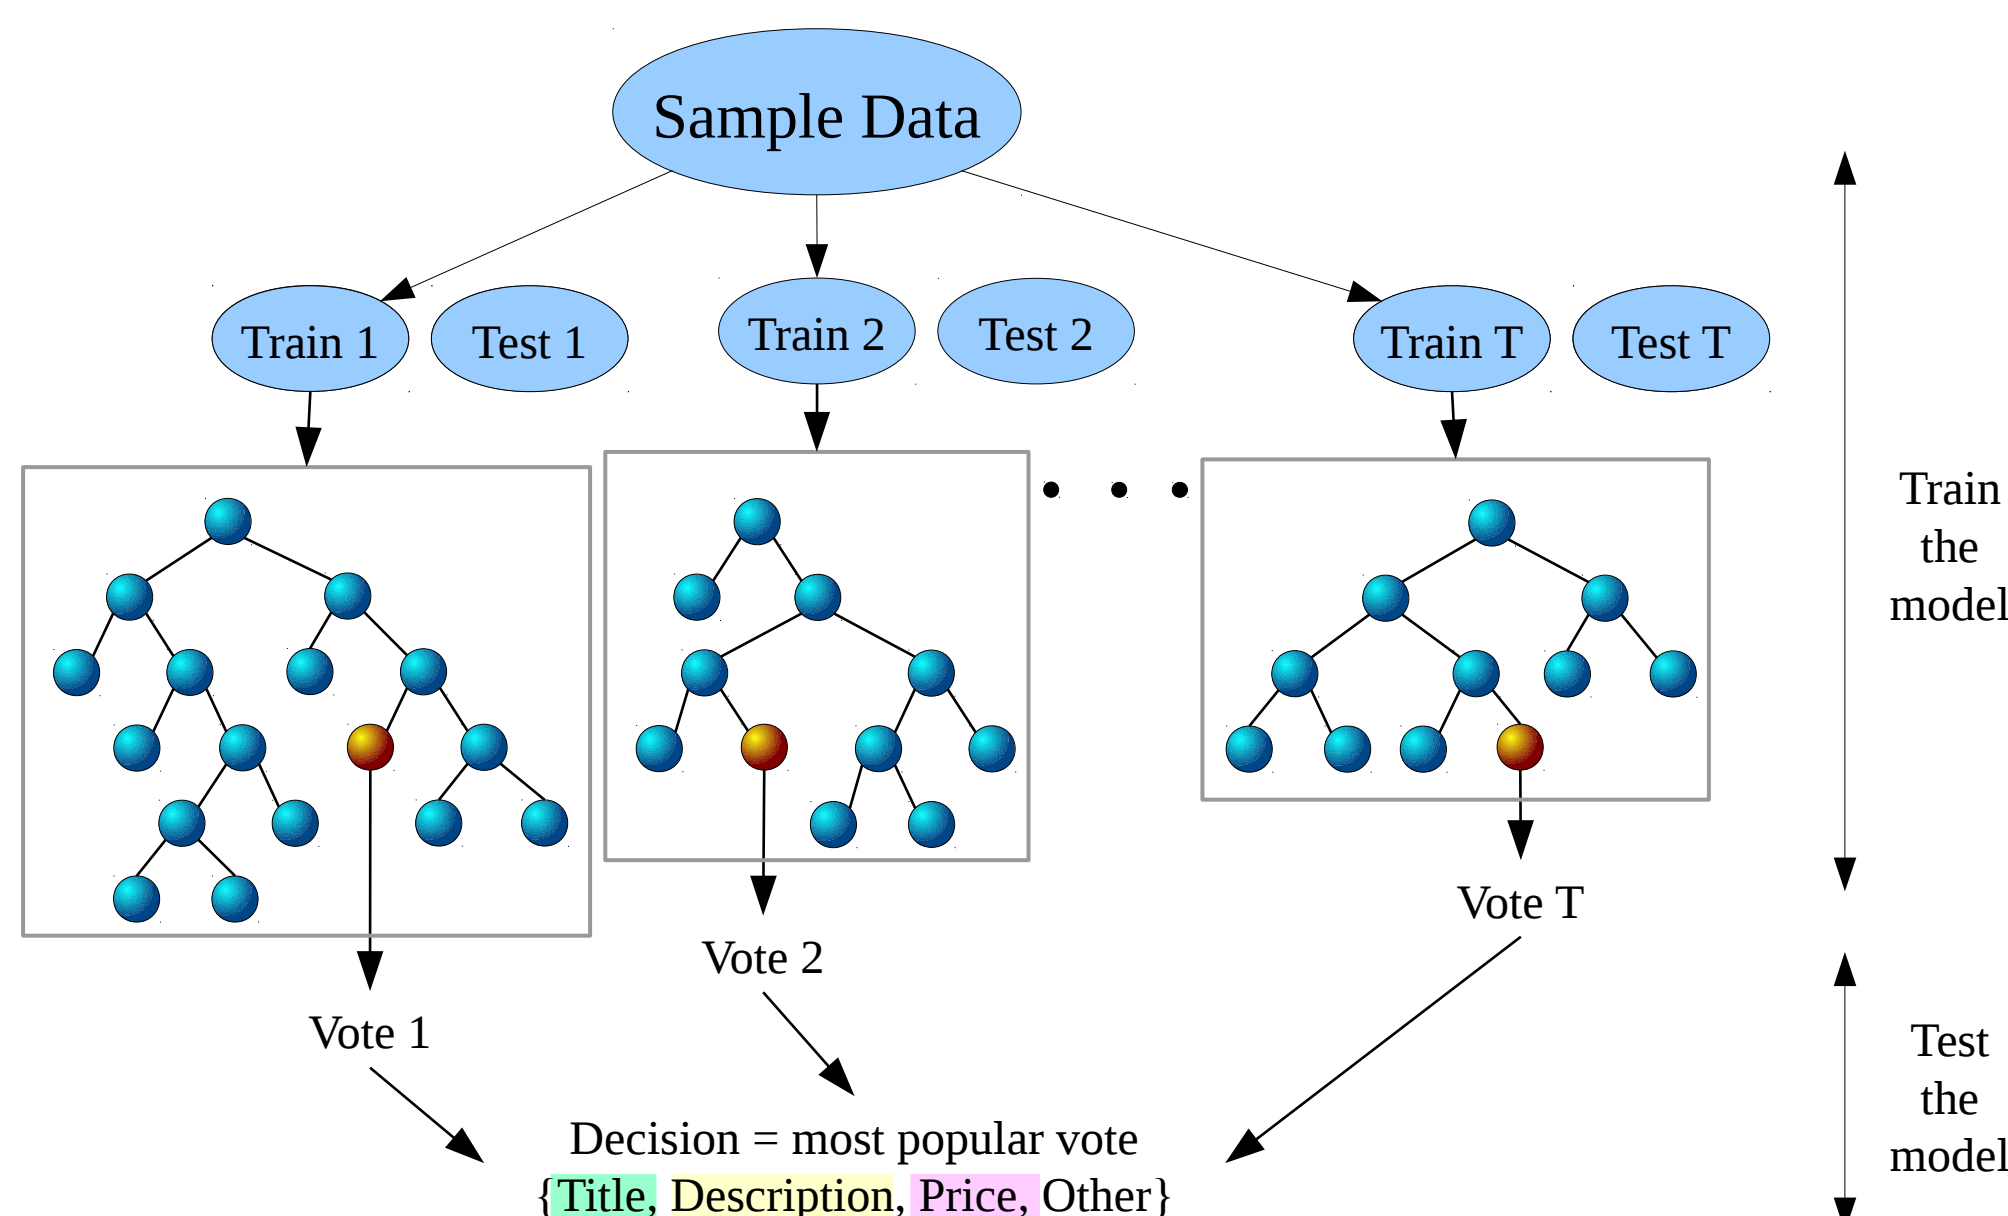 Sample Data
Train 1
Test 1
Train 2
Test 2
Train T
Test T
Train
the
model
Vote T
Vote 2
Vote 1
Test
the
model
Decision = most popular vote
{Title, Description, Price, Other}